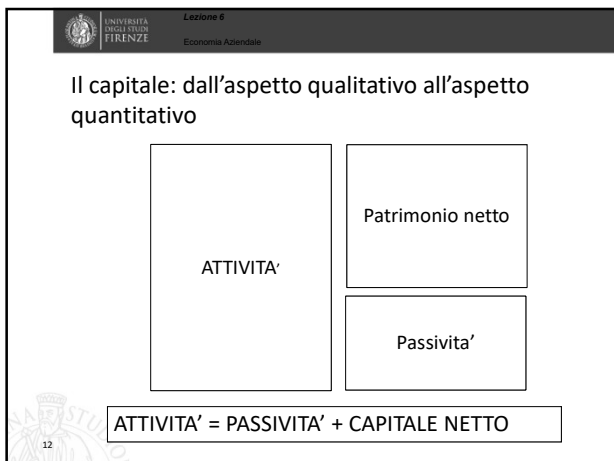 UNIVERSITÀ
DEGLI STUDI
FIRENZE
Lezione 6
Economia Aziendale
Il capitale: dall’aspetto qualitativo all’aspetto
quantitativo
ATTIVITA’
Patrimonio netto
Passivita’
ATTIVITA’ = PASSIVITA’ + CAPITALE NETTO
12